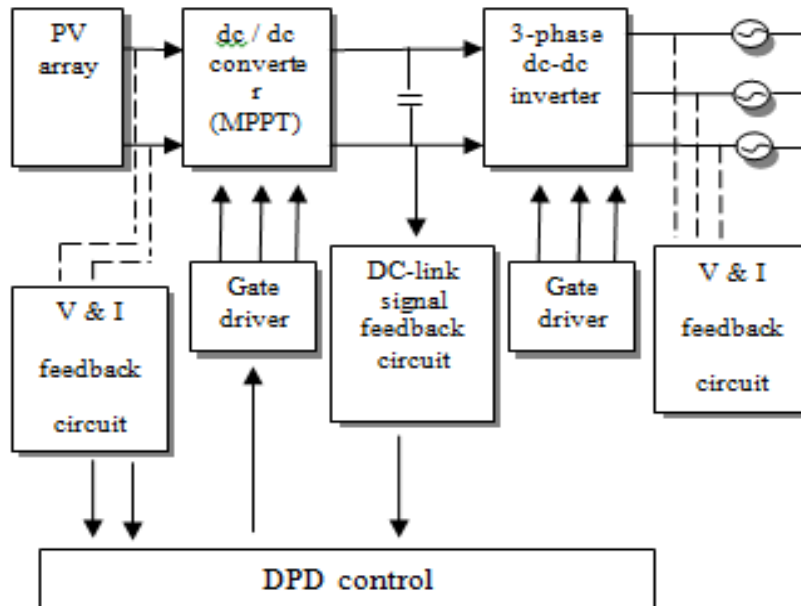 PV
array
dc / dc
converte
r
(MPPT)
3-phase
dc-dc
inverter
V & I
feedback
circuit
Gate
driver
DC-link
signal
feedback
circuit
Gate
driver
V & I
feedback
circuit
DPD control